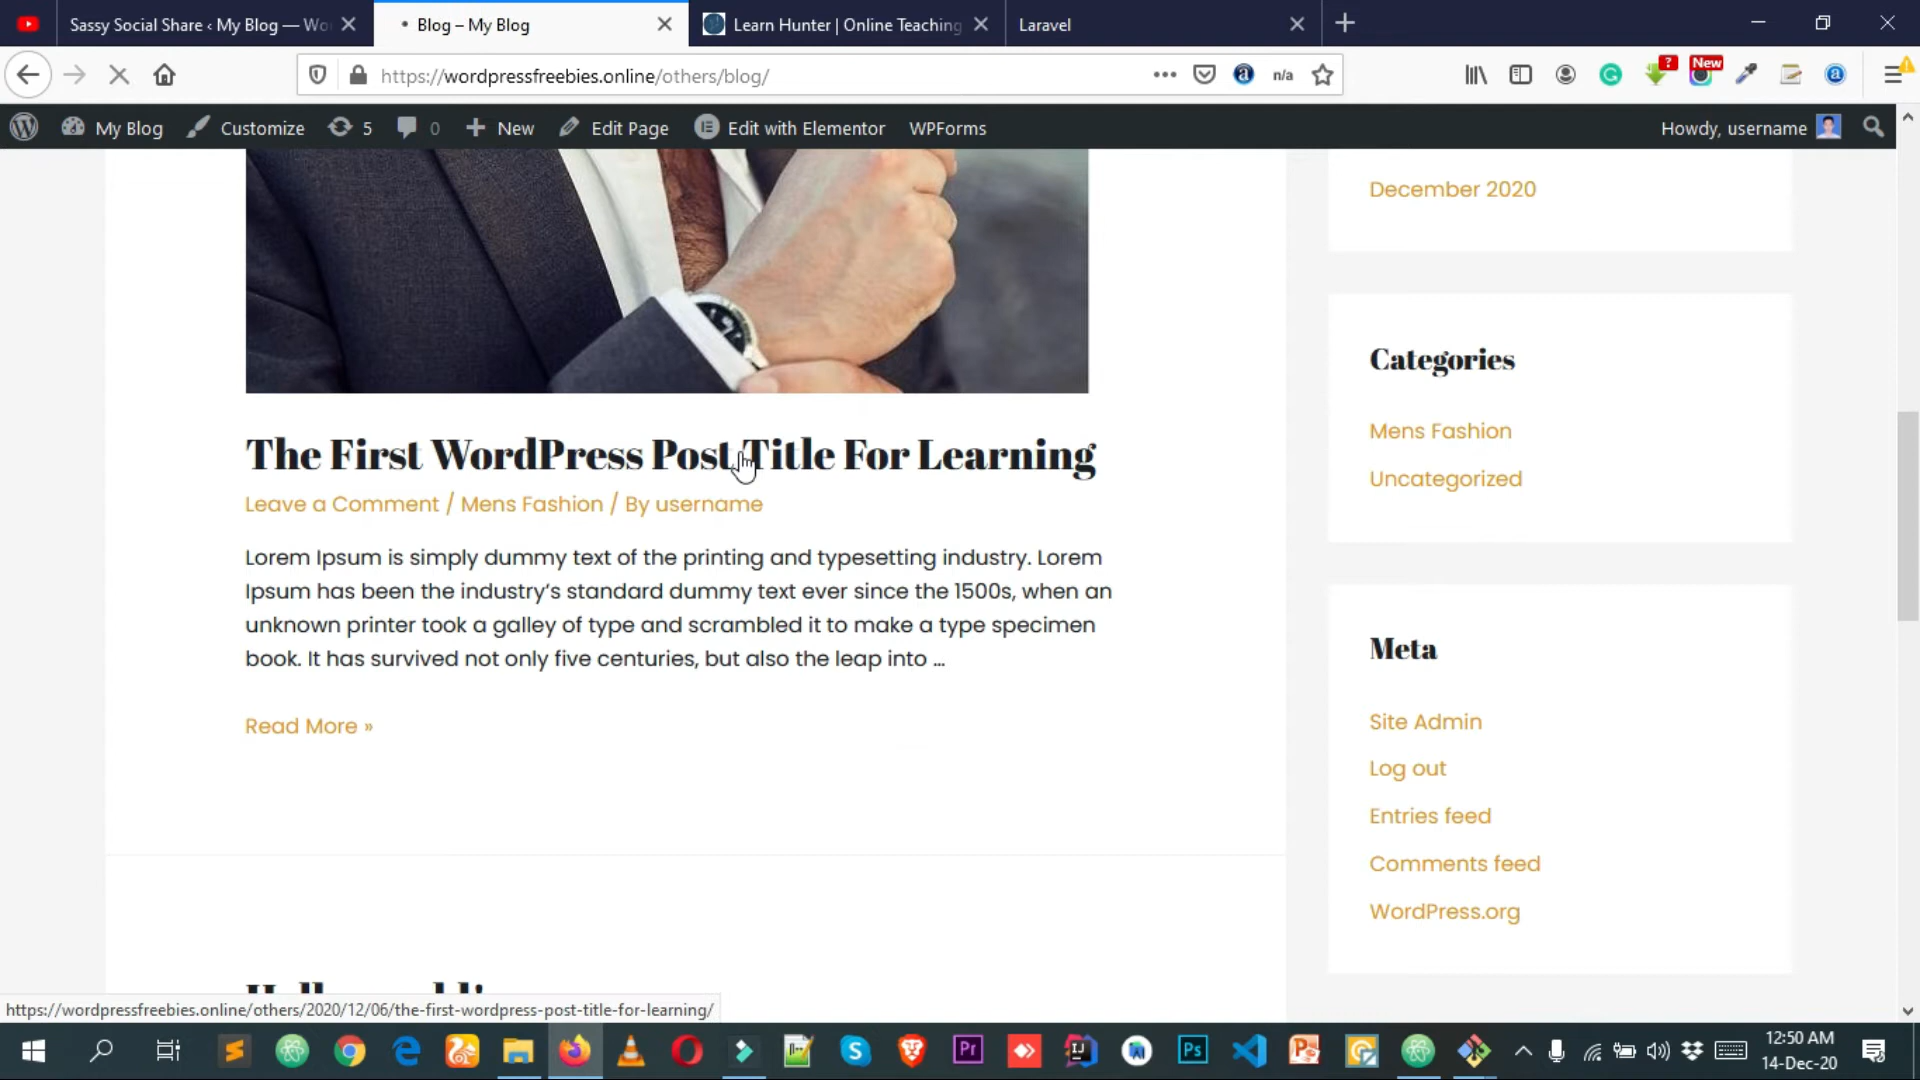 Sassy Social Share ‹ My Blog — Wo
Blog – My Blog
Learn Hunter | Online Teaching
Laravel
https://wordpressfreebies.online/others/blog/
n/a
?
New
My Blog
Customize
5
0
New
Edit Page
Edit with Elementor
WPForms
Howdy, username
December 2020
Categories
Mens Fashion
Uncategorized
The First WordPress Post Title For Learning
Leave a Comment / Mens Fashion / By username
Lorem Ipsum is simply dummy text of the printing and typesetting industry. Lorem
Ipsum has been the industry's standard dummy text ever since the 1500s, when an
unknown printer took a galley of type and scrambled it to make a type specimen
book. It has survived not only five centuries, but also the leap into ...
Read More »
Meta
Site Admin
Log out
Entries feed
Comments feed
WordPress.org
https://wordpressfreebies.online/others/2020/12/06/the-first-wordpress-post-title-for-learning/
Pr
Ps
12:50 AM
14-Dec-20